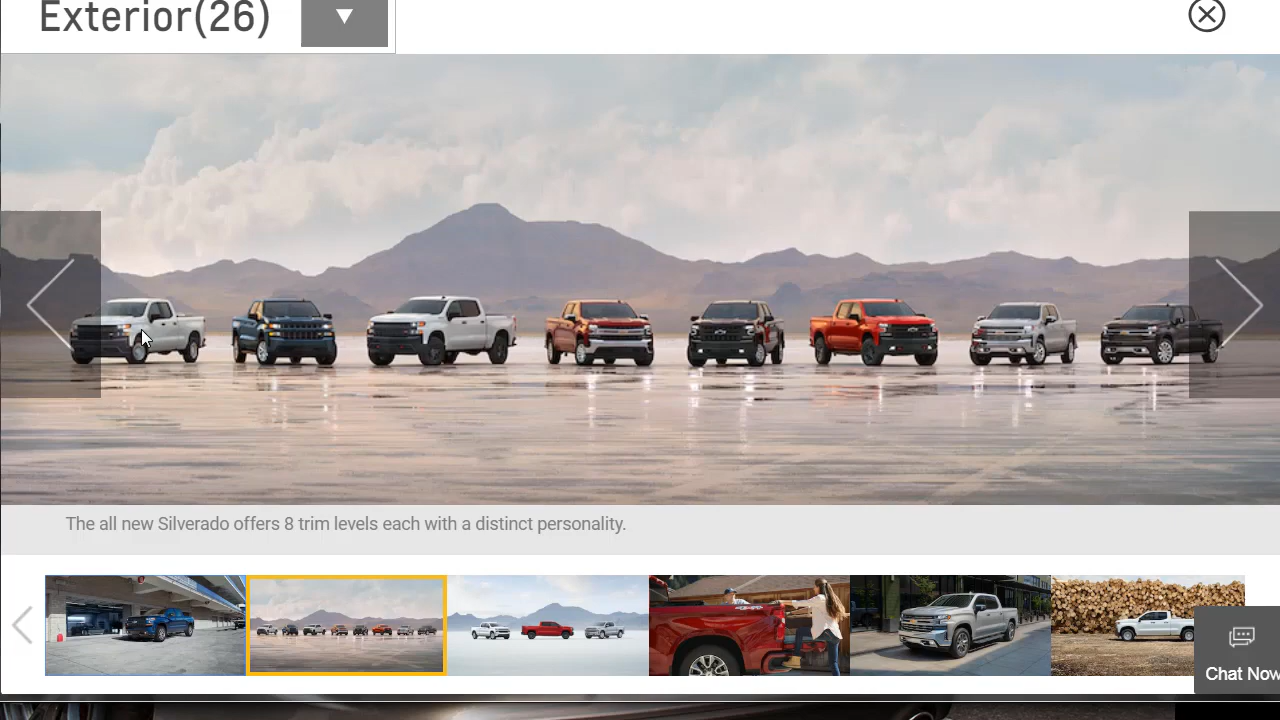 Exterior(26)
The all new Silverado offers 8 trim levels each with a distinct personality.
Chat Now